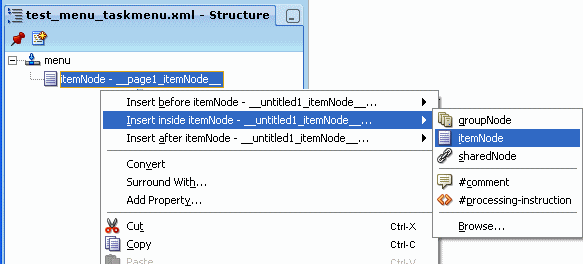 test_menu_taskmenu.xml - Structure
menu
itemNode - __page1_itemNode__
Insert before itemNode - __untitled1_itemNode__...
Insert inside itemNode - __untitled1_itemNode__...
Insert after itemNode - __untitled1_itemNode__...
Convert
Surround With...
Add Property...
Cut Ctrl-X
Copy Ctrl-C
Paste
groupNode
itemNode
sharedNode
#comment
#processing-instruction
Browse...